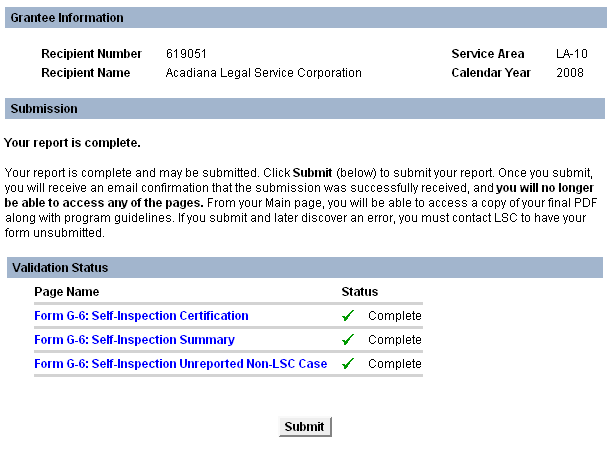 Grantee Information
Recipient Number 619051 Service Area LA-10
Recipient Name Acadiana Legal Service Corporation Calendar Year 2008
Submission
Your report is complete.
Your report is complete and may be submitted. Click Submit (below) to submit your report. Once you submit,
you will receive an email confirmation that the submission was successfully received, and you will no longer
be able to access any of the pages. From your Main page, you will be able to access a copy of your final PDF
along with program guidelines. If you submit and later discover an error, you must contact LSC to have your
form unsubmitted.
Validation Status
Page Name Status
Form G-6: Self-Inspection Certification Complete
Form G-6: Self-Inspection Summary Complete
Form G-6: Self-Inspection Unreported Non-LSC Case Complete
Submit